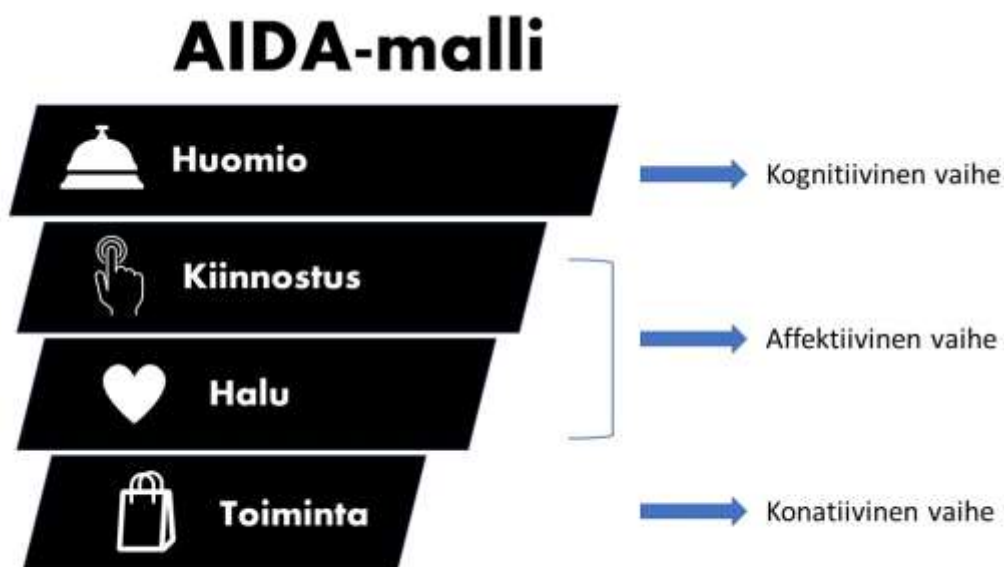 AIDA-malli
Huomio
Kognitiivinen vaihe
Kiinnostus
Affektiivinen vaihe
Halu
Toiminta
Konatiivinen vaihe